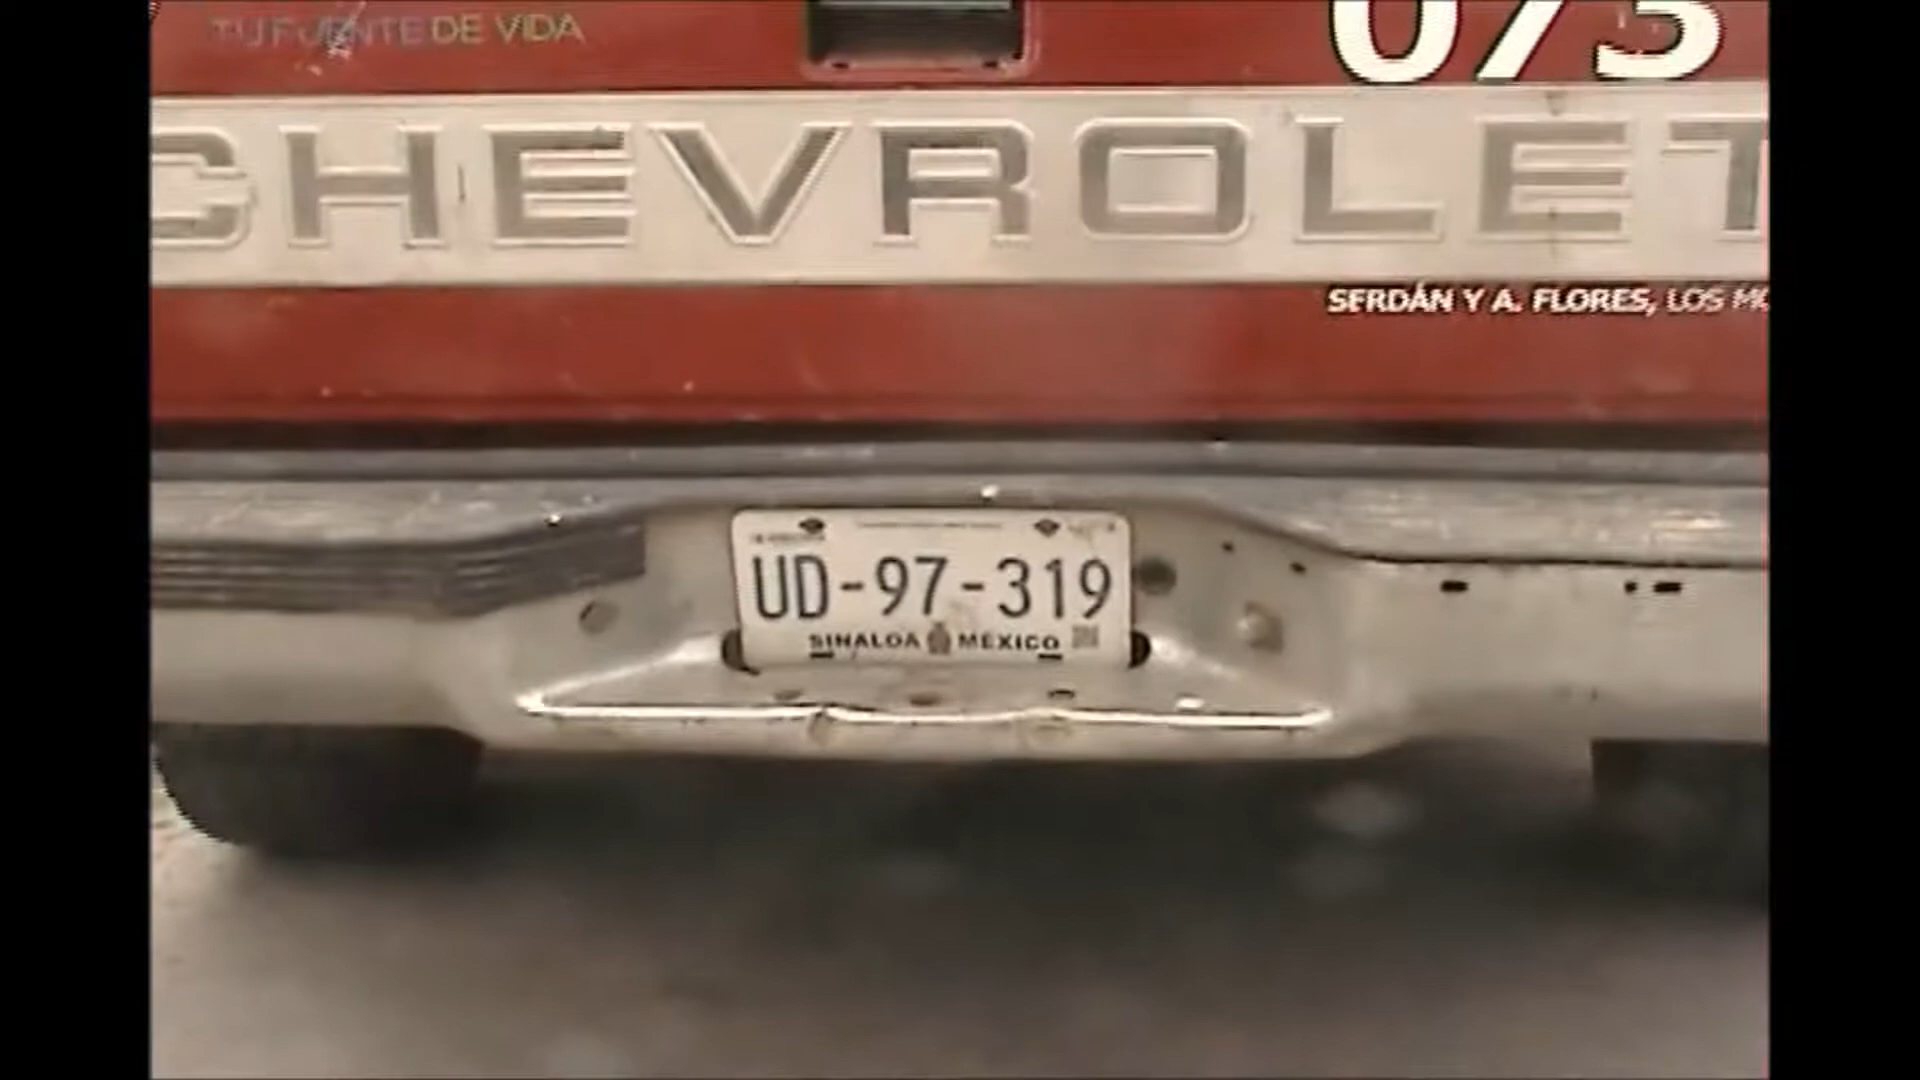 TU FUENTE DE VIDA
073
CHEVROLET
SERDÁN Y A. FLORES, LOS
UD-97-319
SINALOA MEXICO